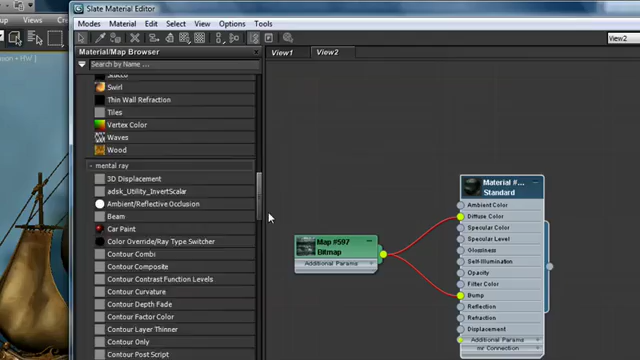 Slate Material Editor
Modes Material Edit Select View Options Tools
Views Crea
View2
Material/Map Browser
View1 View2
Search by Name ...
Swirl
Thin Wall Refraction
Tiles
Vertex Color
Waves
Wood
- mental ray
3D Displacement
adsk_Utility_InvertScalar
Ambient/Reflective Occlusion
Beam
Car Paint
Color Override/Ray Type Switcher
Contour Combi
Contour Composite
Contour Contrast Function Levels
Contour Curvature
Contour Depth Fade
Contour Factor Color
Contour Layer Thinner
Contour Only
Contour Post Script
Map #597
Bitmap
Additional Params
Material #...
Standard
Ambient Color
Diffuse Color
Specular Color
Specular Level
Glossiness
Self-Illumination
Opacity
Filter Color
Bump
Reflection
Refraction
Displacement
Additional Params
mr Connection